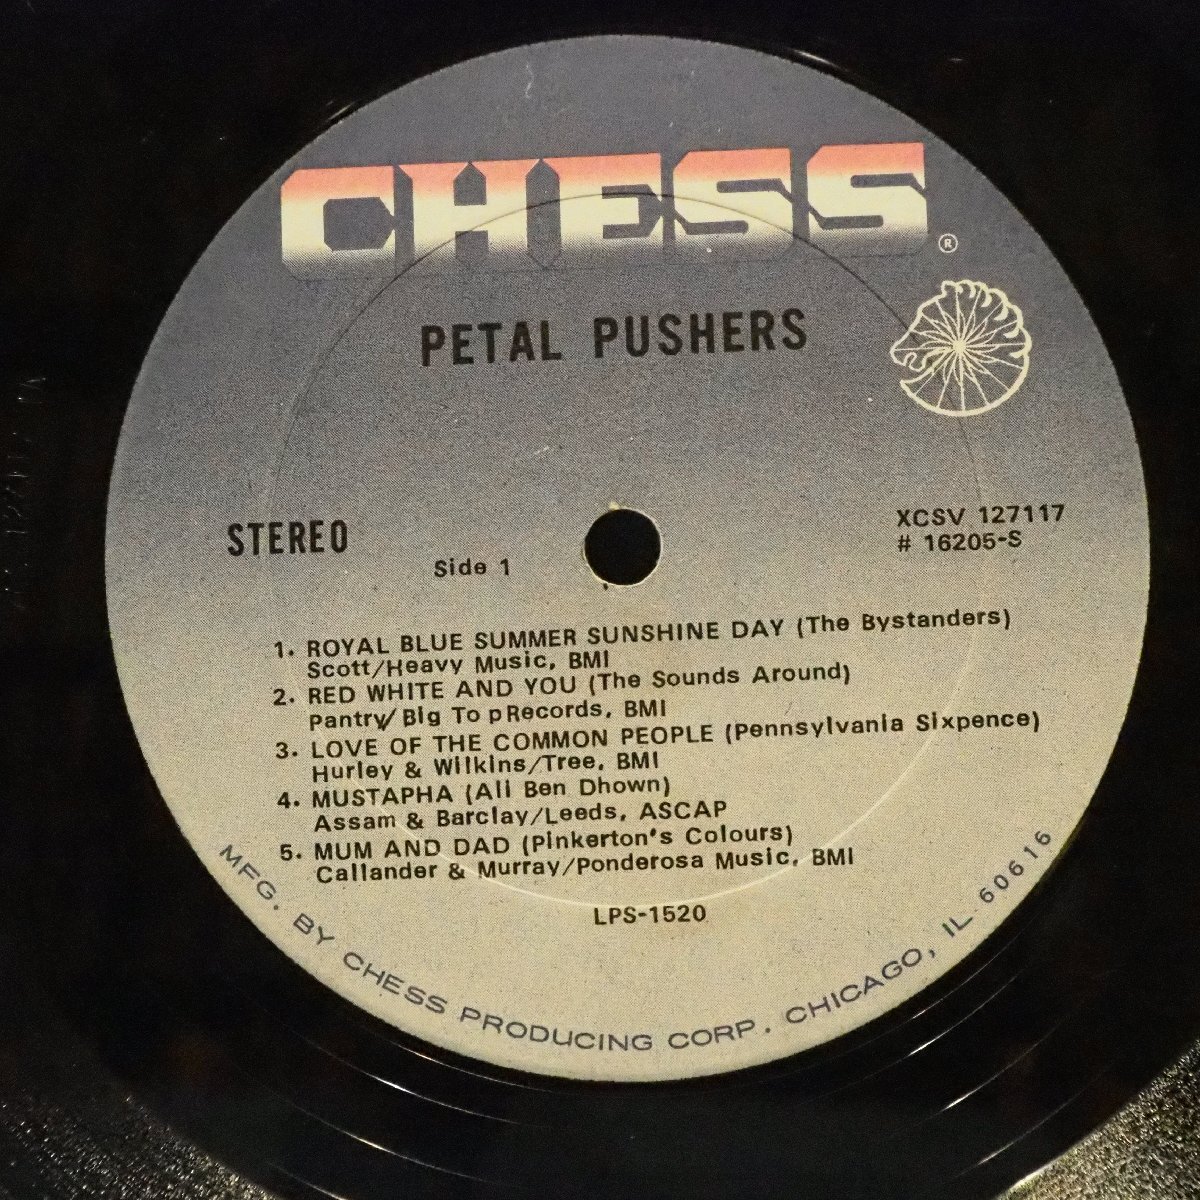 CHESS
®
PETAL PUSHERS
STEREO
Side 1
XCSV 127117
# 16205-S
1. ROYAL BLUE SUMMER SUNSHINE DAY (The Bystanders)
Scott/Heavy Music, BMI
2. RED WHITE AND YOU (The Sounds Around)
Pantry/Big To pRecords, BMI
3. LOVE OF THE COMMON PEOPLE (Pennsylvania Sixpence)
Hurley & Wilkins/Tree, BMI
4. MUSTAPHA (Ali Ben Dhown)
Assam & Barclay/Leeds, ASCAP
5. MUM AND DAD (Pinkerton's Colours)
Callander & Murray/Ponderosa Music, BMI
LPS-1520
MFG. BY CHESS PRODUCING CORP. CHICAGO, IL 60616